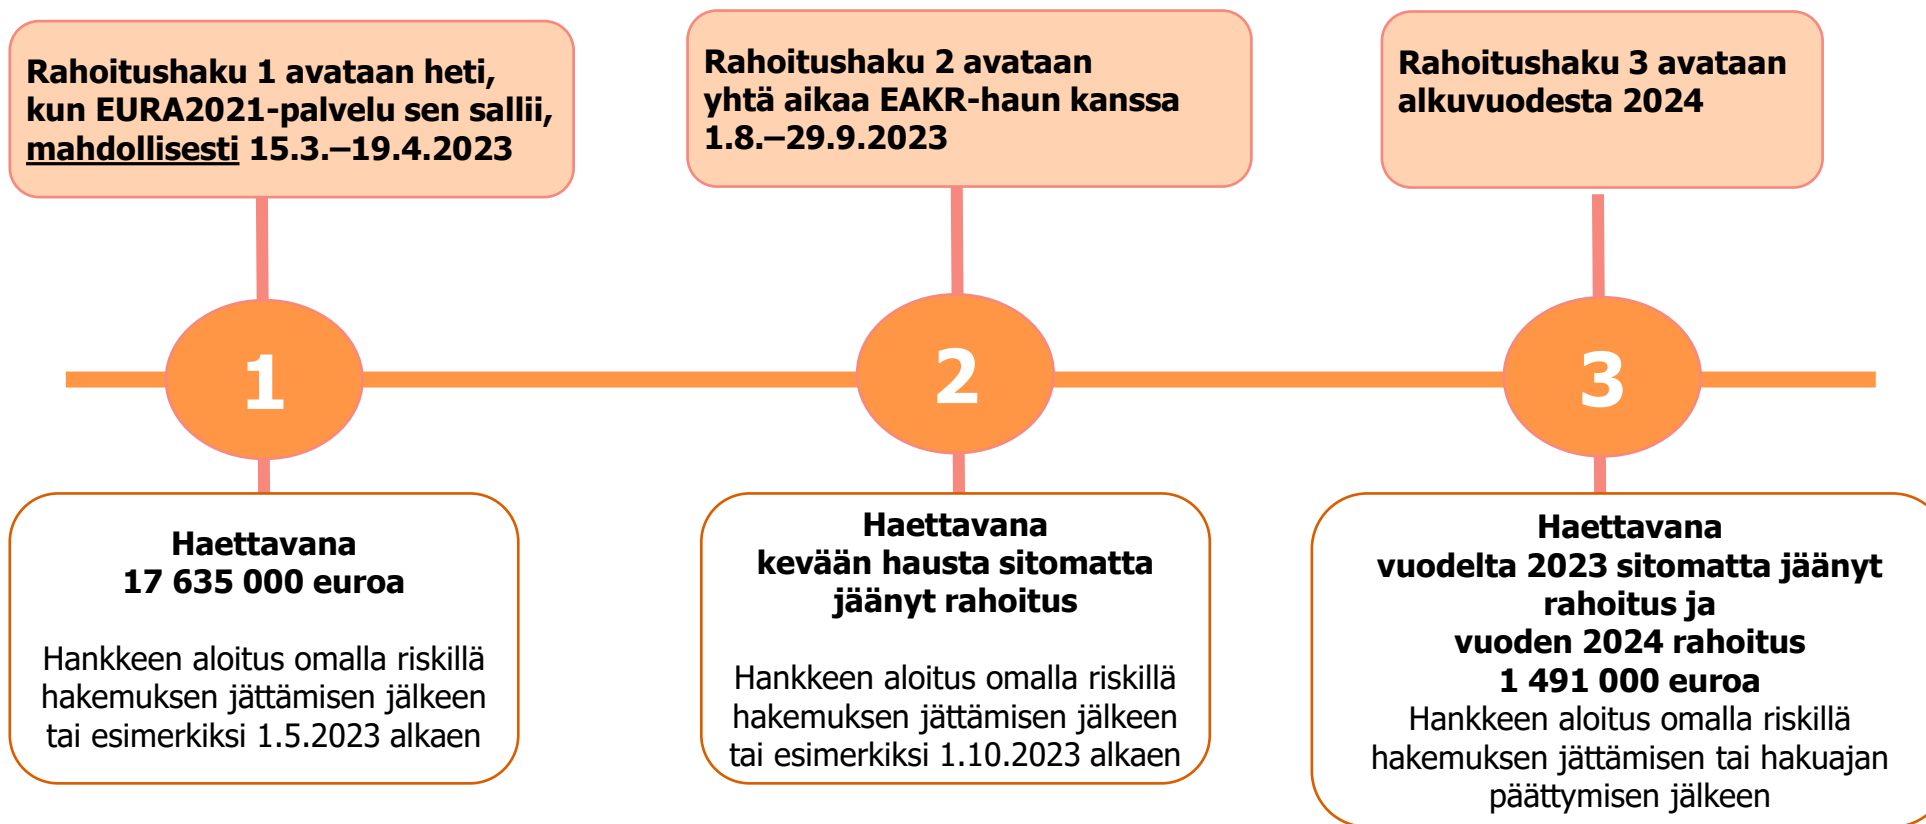 Rahoitushaku 1 avataan heti,
kun EURA2021-palvelu sen sallii,
mahdollisesti 15.3.–19.4.2023
Rahoitushaku 2 avataan
yhtä aikaa EAKR-haun kanssa
1.8.–29.9.2023
Rahoitushaku 3 avataan
alkuvuodesta 2024
1
2
3
Haettavana
17 635 000 euroa
Hankkeen aloitus omalla riskillä
hakemuksen jättämisen jälkeen
tai esimerkiksi 1.5.2023 alkaen
Haettavana
kevään hausta sitomatta
jäänyt rahoitus
Hankkeen aloitus omalla riskillä
hakemuksen jättämisen jälkeen
tai esimerkiksi 1.10.2023 alkaen
Haettavana
vuodelta 2023 sitomatta jäänyt
rahoitus ja
vuoden 2024 rahoitus
1 491 000 euroa
Hankkeen aloitus omalla riskillä
hakemuksen jättämisen tai hakuajan
päättymisen jälkeen